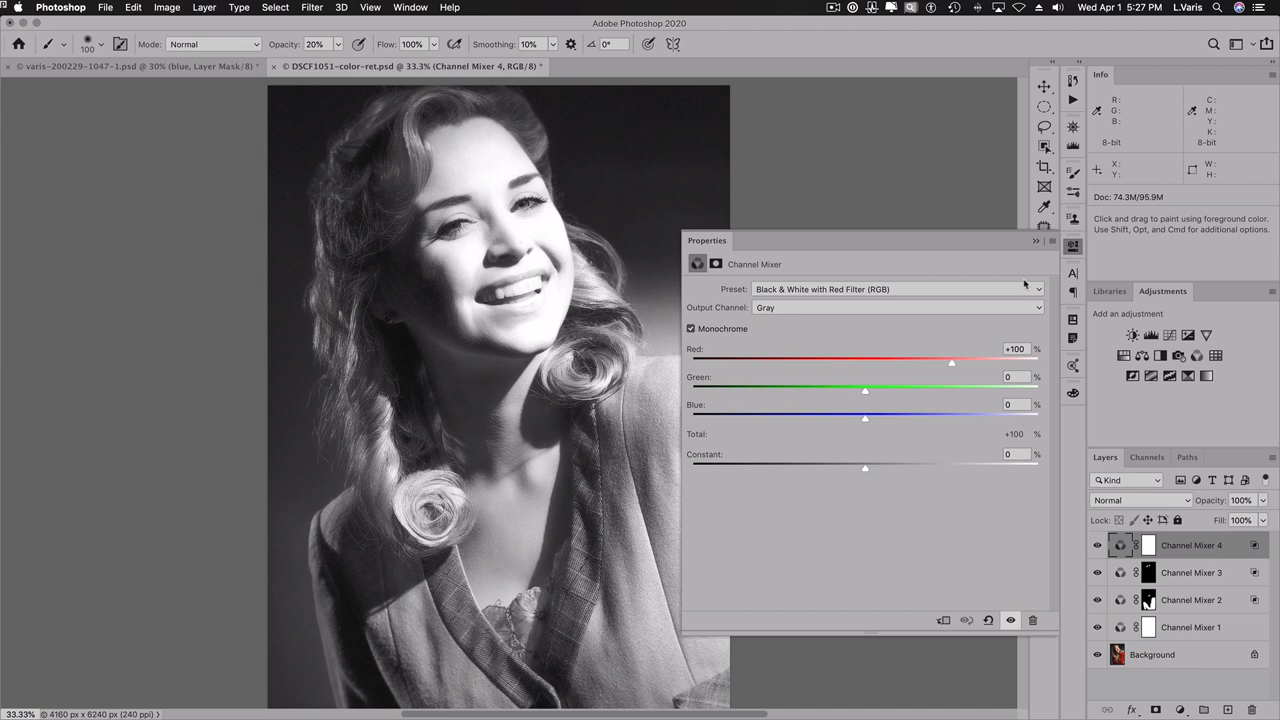 Photoshop File Edit Image Layer Type Select Filter 3D View Window Help Wed Apr 1 5:27 PM L.Varis
Adobe Photoshop 2020
100 Mode: Normal Opacity: 20% Flow: 100% Smoothing: 10% 0°
× © varis-200229-1047-1.psd @ 30% (blue, Layer Mask/8) * × © DSCF1051-color-ret.psd @ 33.3% (Channel Mixer 4, RGB/8) *
Info
R: C:
G: M:
B: Y:
K:
8-bit 8-bit
X: W:
Y: H:
Doc: 74.3M/95.9M
Click and drag to paint using foreground color.
Use Shift, Opt, and Cmd for additional options.
Properties
Channel Mixer
Preset: Black & White with Red Filter (RGB)
Output Channel: Gray
Monochrome
Red: +100 %
Green: 0 %
Blue: 0 %
Total: +100 %
Constant: 0 %
Libraries Adjustments
Add an adjustment
Layers Channels Paths
Kind
Normal Opacity: 100%
Lock: Fill: 100%
Channel Mixer 4
Channel Mixer 3
Channel Mixer 2
Channel Mixer 1
Background
33.33% © 4160 px x 6240 px (240 ppi)